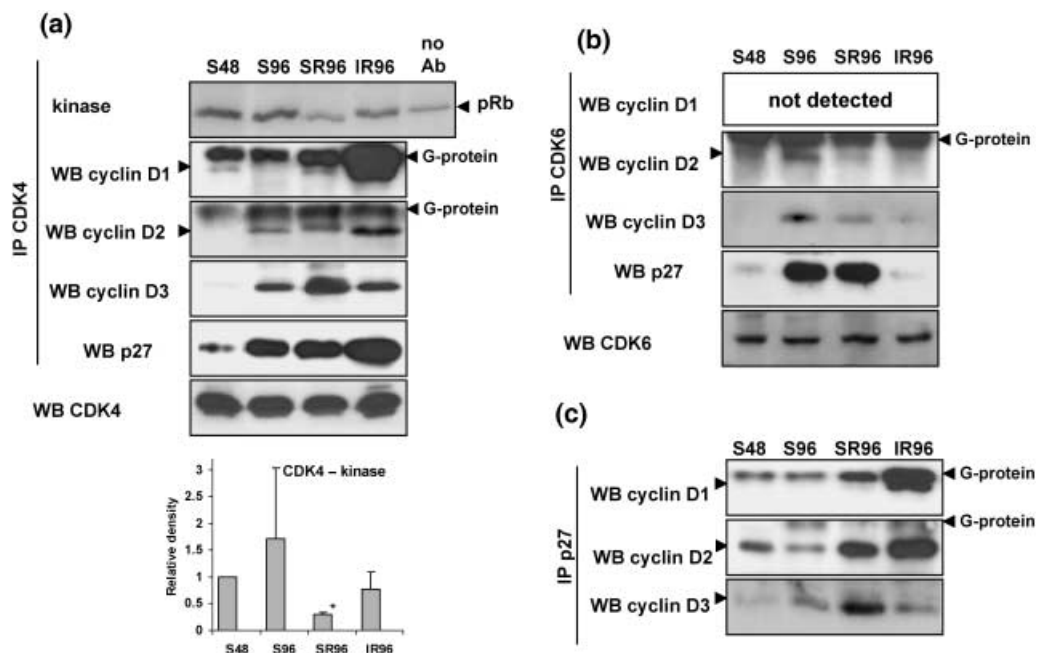 (a)
no
S48 S96 SR96 IR96 Ab
kinase
pRb
WB cyclin D1
G-protein
WB cyclin D2
G-protein
WB cyclin D3
WB p27
IP CDK4
WB CDK4
CDK4 – kinase
Relative density
3
2.5
2
1.5
1
0.5
0
*
S48 S96 SR96 IR96
(b)
S48 S96 SR96 IR96
WB cyclin D1
not detected
WB cyclin D2
G-protein
WB cyclin D3
WB p27
IP CDK6
WB CDK6
(c)
S48 S96 SR96 IR96
WB cyclin D1
G-protein
G-protein
WB cyclin D2
WB cyclin D3
IP p27